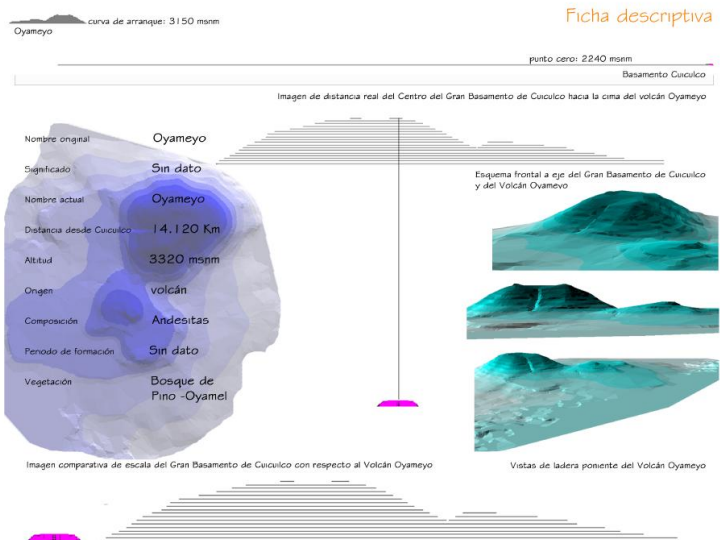 Ficha descriptiva
curva de arranque: 3150 msnm
Oyameyo
punto cero: 2240 msnm
Basamento Cuicuilco
Imagen de distancia real del Centro del Gran Basamento de Cuiculco hacia la cima del volcán Oyameyo
Nombre original Oyameyo
Significado Sin dato
Nombre actual Oyameyo
Distancia desde Cuicuilco 14.120 Km
Altitud 3320 msnm
Origen volcán
Composición Andesitas
Periodo de formación Sin dato
Vegetación Bosque de
Pino -Oyamel
Esquema frontal a eje del Gran Basamento de Cuicuilco
y del Volcán Oyameyo
Imagen comparativa de escala del Gran Basamento de Cuicuilco con respecto al Volcán Oyameyo
Vistas de ladera poniente del Volcán Oyameyo